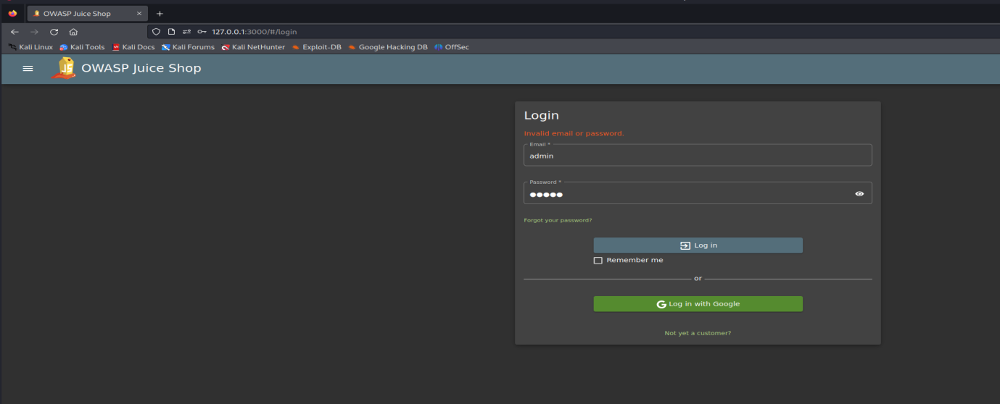 OWASP Juice Shop
127.0.0.1:3000/#/login
Kali Linux Kali Tools Kali Docs Kali Forums Kali NetHunter Exploit-DB Google Hacking DB OffSec
JS OWASP Juice Shop
Login
Invalid email or password.
Email *
admin
Password *
Forgot your password?
Log in
Remember me
or
G Log in with Google
Not yet a customer?